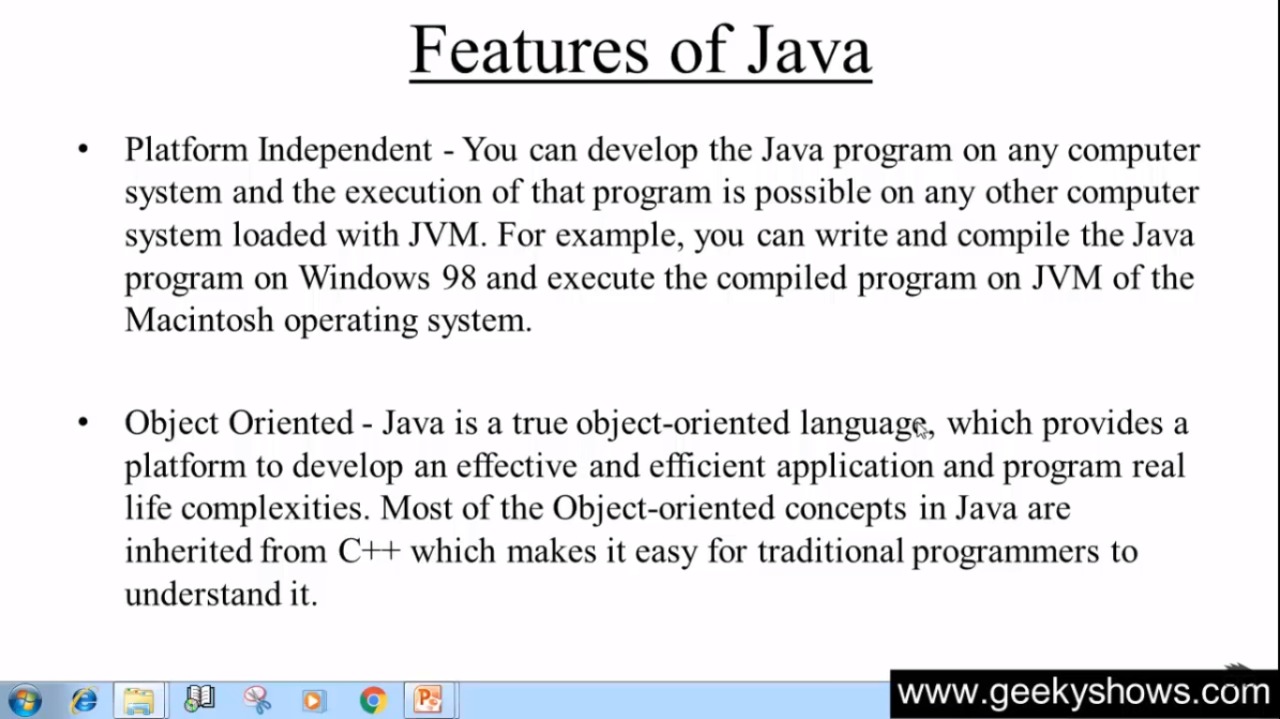 Features of Java
• Platform Independent - You can develop the Java program on any computer
system and the execution of that program is possible on any other computer
system loaded with JVM. For example, you can write and compile the Java
program on Windows 98 and execute the compiled program on JVM of the
Macintosh operating system.
• Object Oriented - Java is a true object-oriented language, which provides a
platform to develop an effective and efficient application and program real
life complexities. Most of the Object-oriented concepts in Java are
inherited from C++ which makes it easy for traditional programmers to
understand it.
www.geekyshows.com